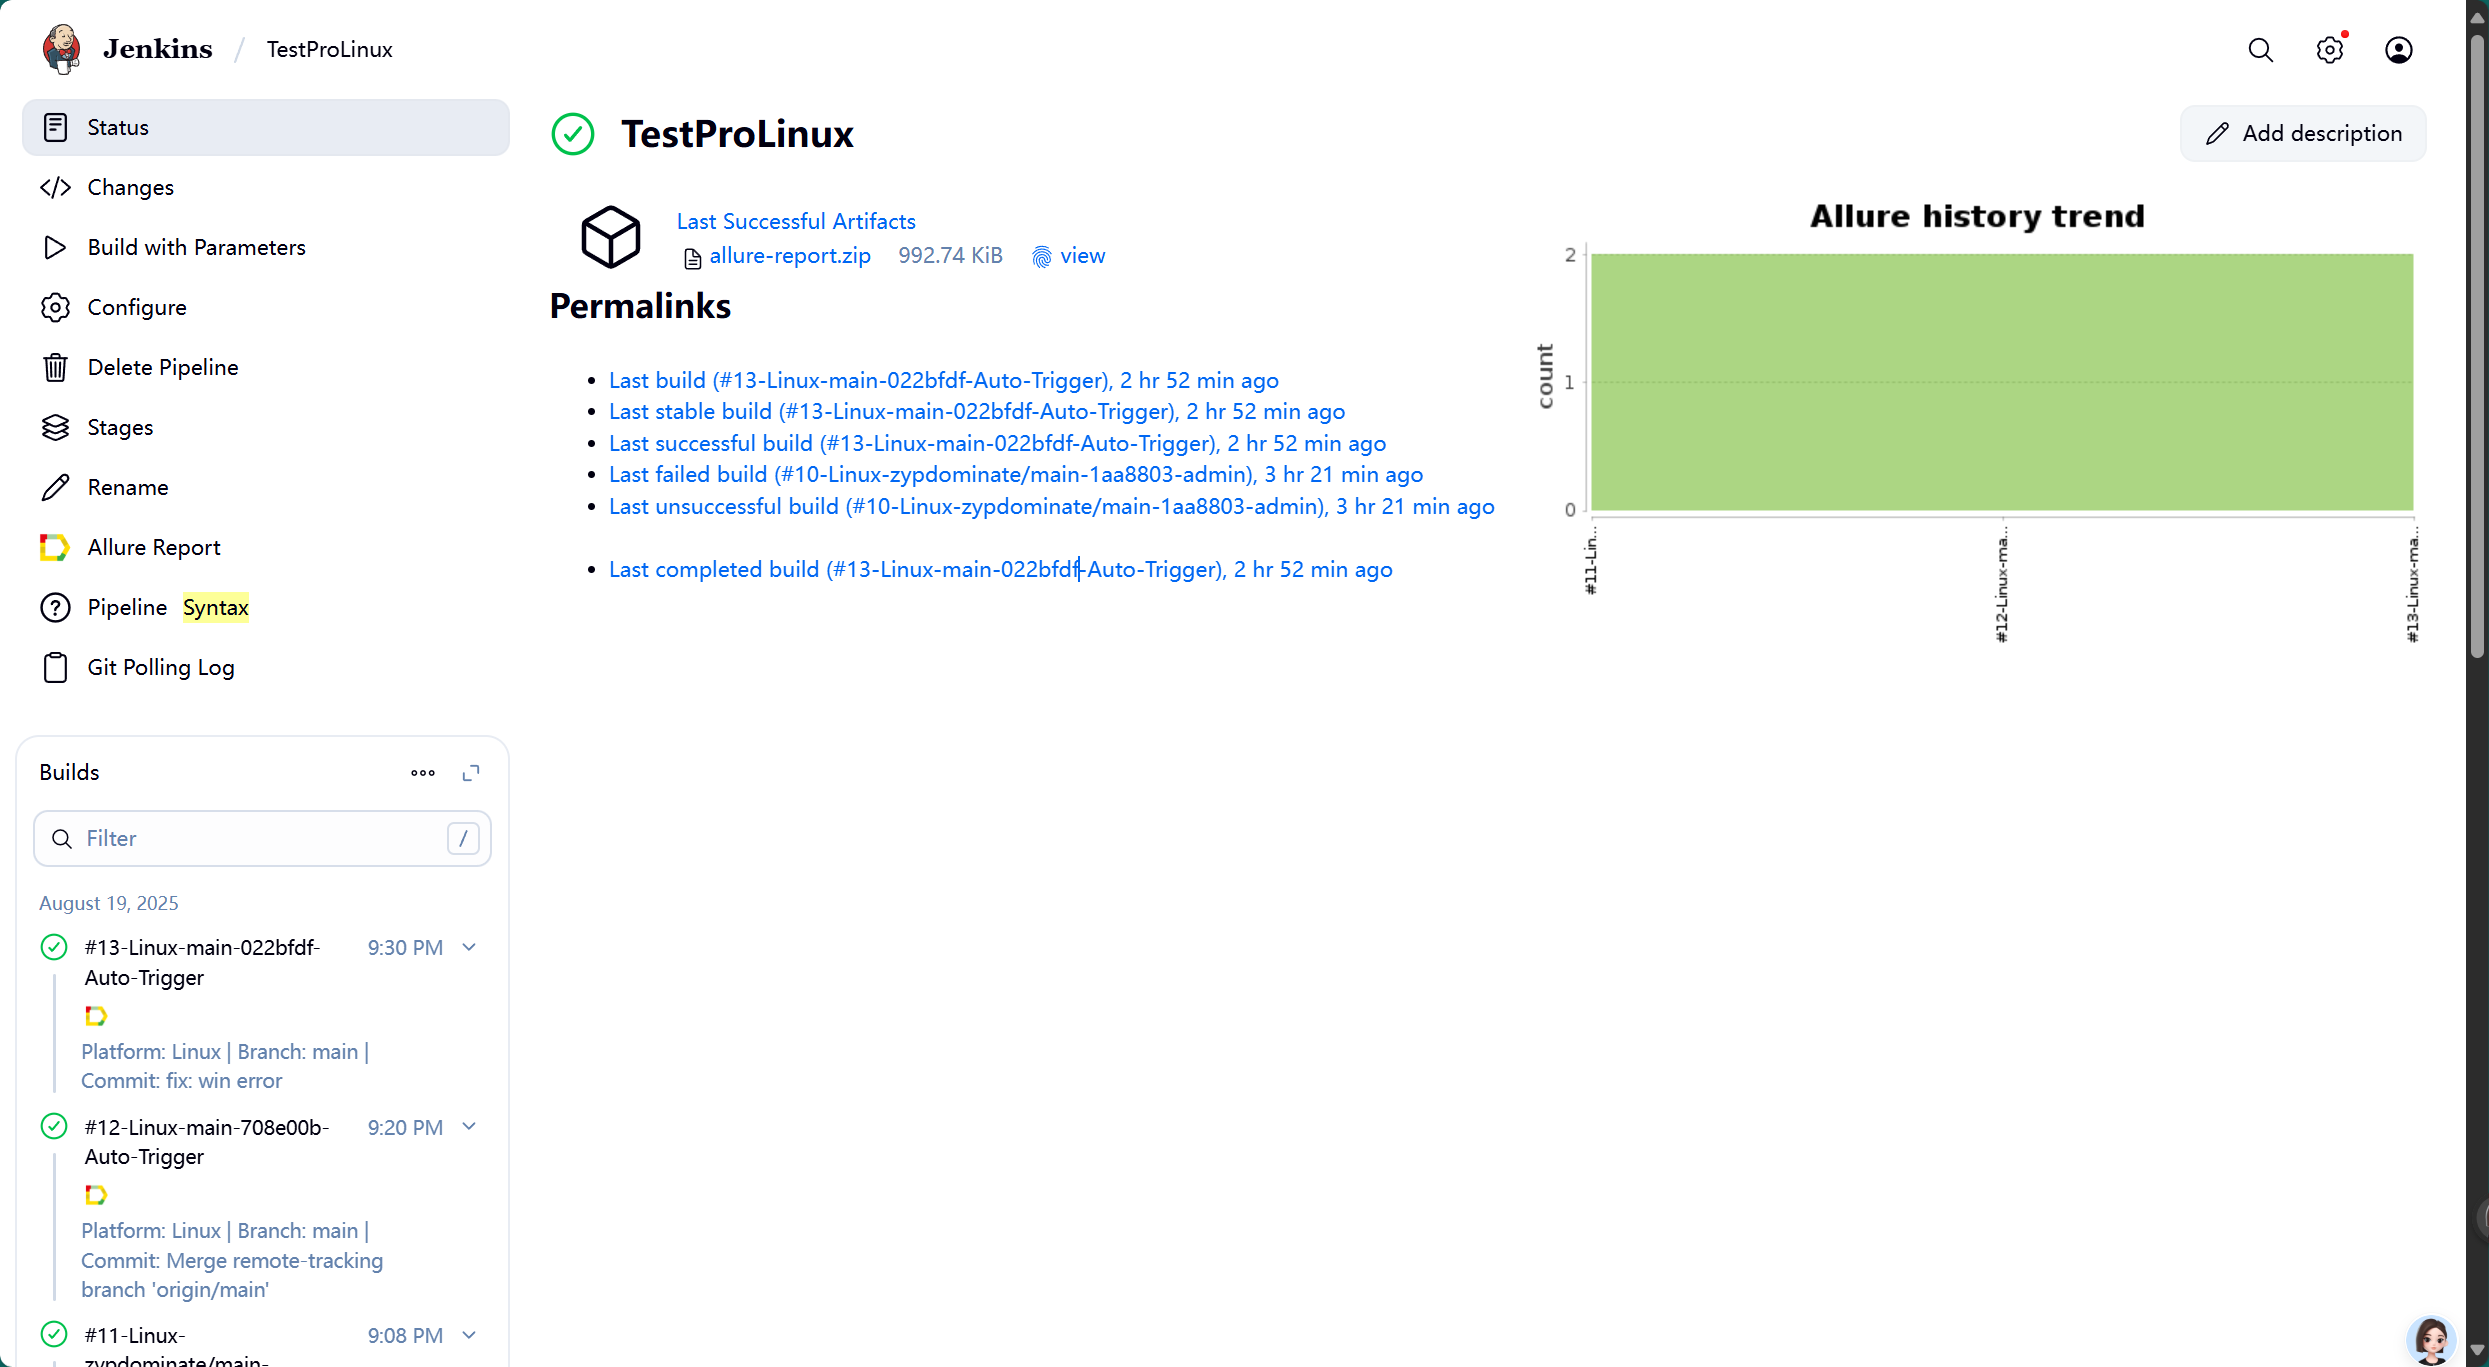 Jenkins / TestProLinux
Status
Changes
Build with Parameters
Configure
Delete Pipeline
Stages
Rename
Allure Report
Pipeline Syntax
Git Polling Log
Builds
Filter /
August 19, 2025
#13-Linux-main-022bfdf- 9:30 PM
Auto-Trigger
Platform: Linux | Branch: main |
Commit: fix: win error
#12-Linux-main-708e00b- 9:20 PM
Auto-Trigger
Platform: Linux | Branch: main |
Commit: Merge remote-tracking
branch 'origin/main'
#11-Linux- 9:08 PM
zypdominate/main-
TestProLinux
Add description
Last Successful Artifacts
allure-report.zip 992.74 KiB view
Permalinks
Last build (#13-Linux-main-022bfdf-Auto-Trigger), 2 hr 52 min ago
Last stable build (#13-Linux-main-022bfdf-Auto-Trigger), 2 hr 52 min ago
Last successful build (#13-Linux-main-022bfdf-Auto-Trigger), 2 hr 52 min ago
Last failed build (#10-Linux-zypdominate/main-1aa8803-admin), 3 hr 21 min ago
Last unsuccessful build (#10-Linux-zypdominate/main-1aa8803-admin), 3 hr 21 min ago
Last completed build (#13-Linux-main-022bfdf-Auto-Trigger), 2 hr 52 min ago
Allure history trend
count
2
1
0
#11-Lin...
#12-Linux-ma...
#13-Linux-ma...